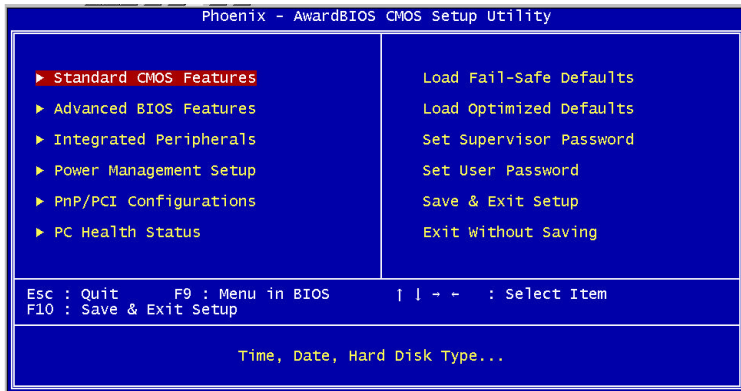 Phoenix - AwardBIOS CMOS Setup Utility
▶ Standard CMOS Features
▶ Advanced BIOS Features
▶ Integrated Peripherals
▶ Power Management Setup
▶ PnP/PCI Configurations
▶ PC Health Status
Load Fail-Safe Defaults
Load Optimized Defaults
Set Supervisor Password
Set User Password
Save & Exit Setup
Exit Without Saving
Esc : Quit F9 : Menu in BIOS ↑ ↓ → ← : Select Item
F10 : Save & Exit Setup
Time, Date, Hard Disk Type...